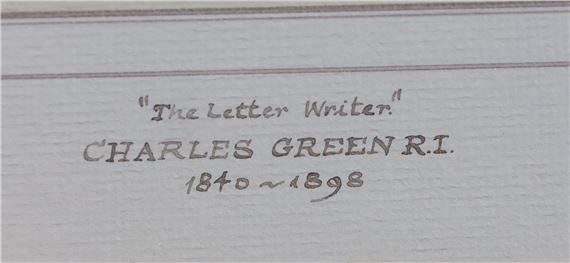 "The Letter Writer."
CHARLES GREEN R.I.
1840~1898